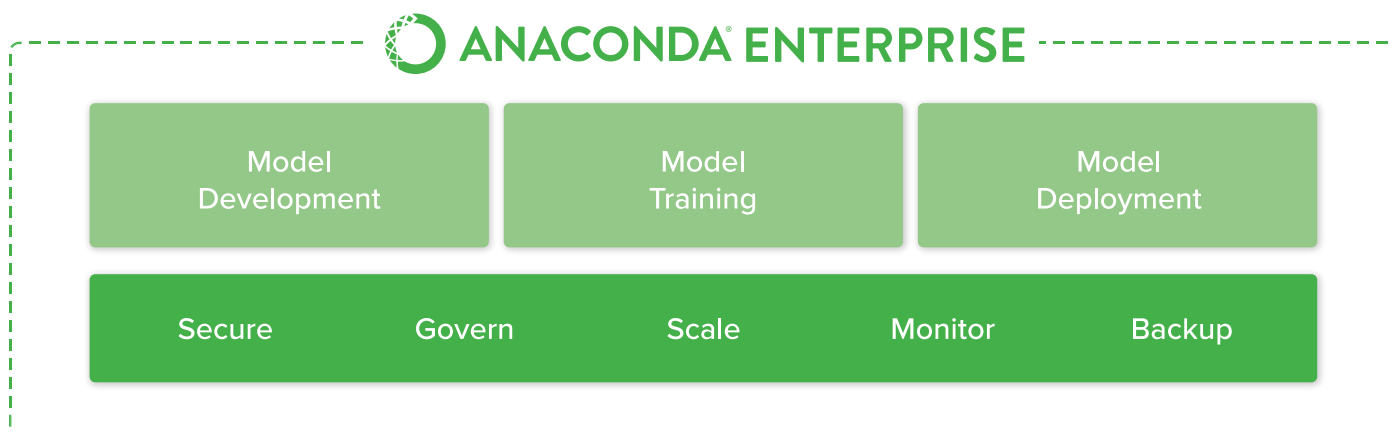 ANACONDA® ENTERPRISE
Model
Development
Model
Training
Model
Deployment
Secure
Govern
Scale
Monitor
Backup